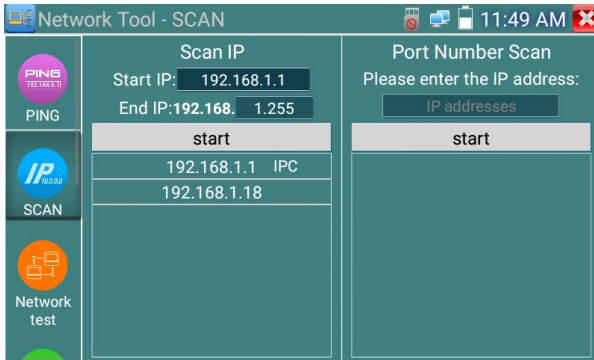 Network Tool - SCAN
11:49 AM
PING
192.168.0.1
PING
IP
10.0.0.0
SCAN
Network
test
Scan IP
Start IP: 192.168.1.1
End IP:192.168. 1.255
start
192.168.1.1 IPC
192.168.1.18
Port Number Scan
Please enter the IP address:
IP addresses
start